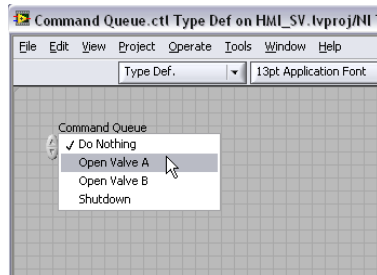 Command Queue.ctl Type Def on HMI_SV.lvproj/NI
File Edit View Project Operate Tools Window Help
Type Def. 13pt Application Font
Command Queue
✓ Do Nothing
Open Valve A
Open Valve B
Shutdown